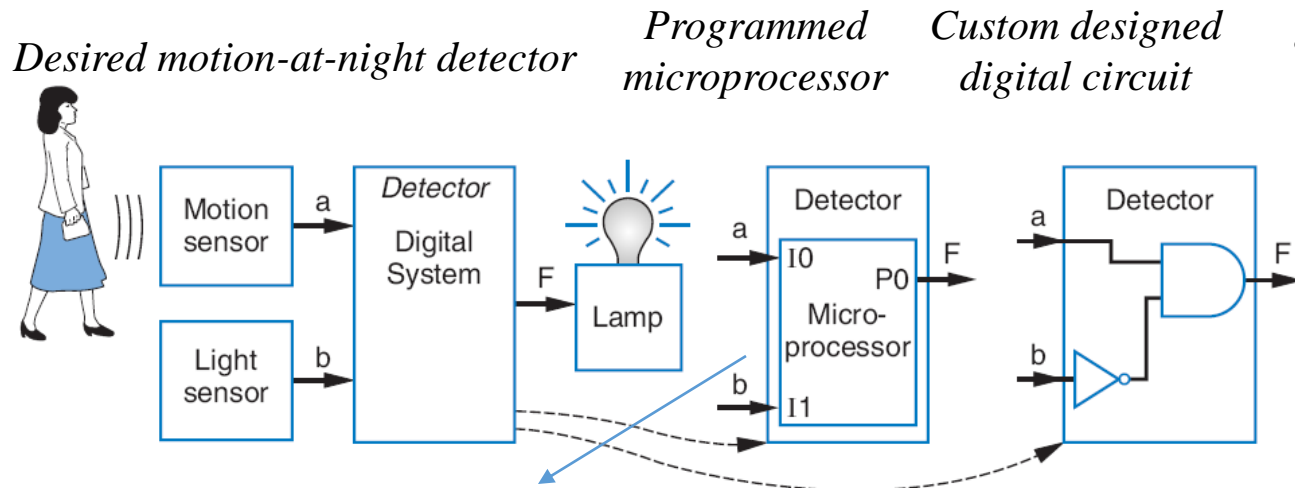 Desired motion-at-night detector
Programmed
microprocessor
Custom designed
digital circuit
Motion
sensor
a
Light
sensor
b
Detector
Digital
System
F
Lamp
Detector
a
I0
P0
F
Micro-
processor
b
I1
Detector
a
b
F